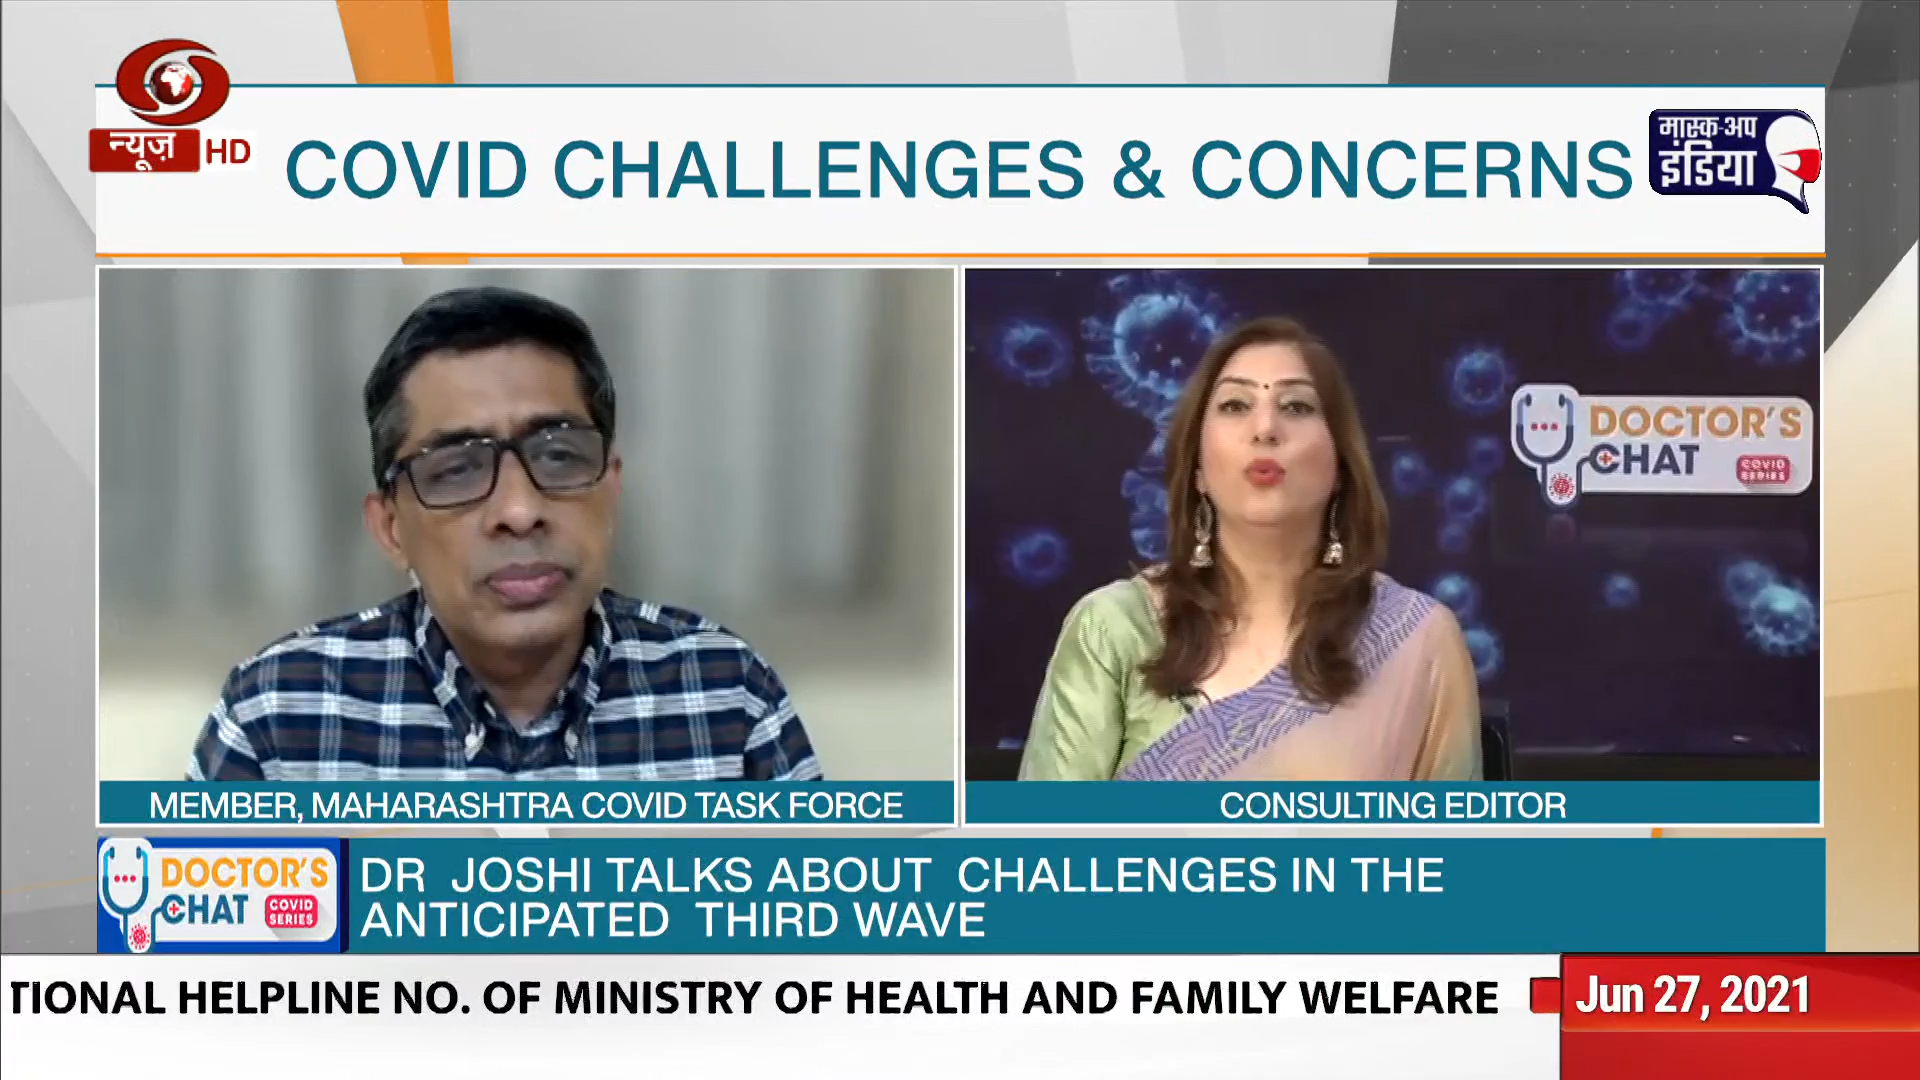 न्यूज़ HD
COVID CHALLENGES & CONCERNS
मास्क-अप
इंडिया
DOCTOR'S
CHAT
COVID
SERIES
MEMBER, MAHARASHTRA COVID TASK FORCE
CONSULTING EDITOR
DOCTOR'S
CHAT
COVID
SERIES
DR JOSHI TALKS ABOUT CHALLENGES IN THE
ANTICIPATED THIRD WAVE
TIONAL HELPLINE NO. OF MINISTRY OF HEALTH AND FAMILY WELFARE
Jun 27, 2021